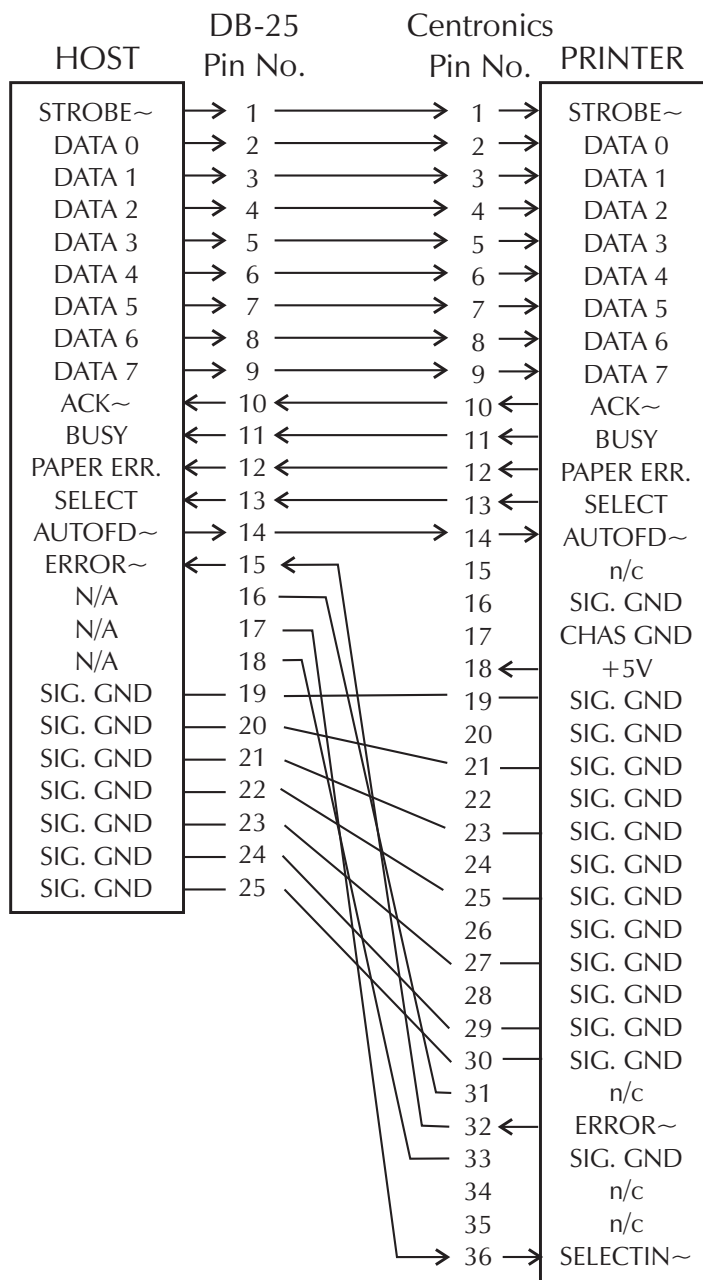 DB-25 Centronics
HOST Pin No. Pin No. PRINTER
STROBE~ 1 1 STROBE~
DATA 0 2 2 DATA 0
DATA 1 3 3 DATA 1
DATA 2 4 4 DATA 2
DATA 3 5 5 DATA 3
DATA 4 6 6 DATA 4
DATA 5 7 7 DATA 5
DATA 6 8 8 DATA 6
DATA 7 9 9 DATA 7
ACK~ 10 10 ACK~
BUSY 11 11 BUSY
PAPER ERR. 12 12 PAPER ERR.
SELECT 13 13 SELECT
AUTOFD~ 14 14 AUTOFD~
ERROR~ 15 15 n/c
N/A 16 16 SIG. GND
N/A 17 17 CHAS GND
N/A 18 18 +5V
SIG. GND 19 19 SIG. GND
SIG. GND 20 20 SIG. GND
SIG. GND 21 21 SIG. GND
SIG. GND 22 22 SIG. GND
SIG. GND 23 23 SIG. GND
SIG. GND 24 24 SIG. GND
SIG. GND 25 25 SIG. GND
26 SIG. GND
27 SIG. GND
28 SIG. GND
29 SIG. GND
30 SIG. GND
31 n/c
32 ERROR~
33 SIG. GND
34 n/c
35 n/c
36 SELECTIN~